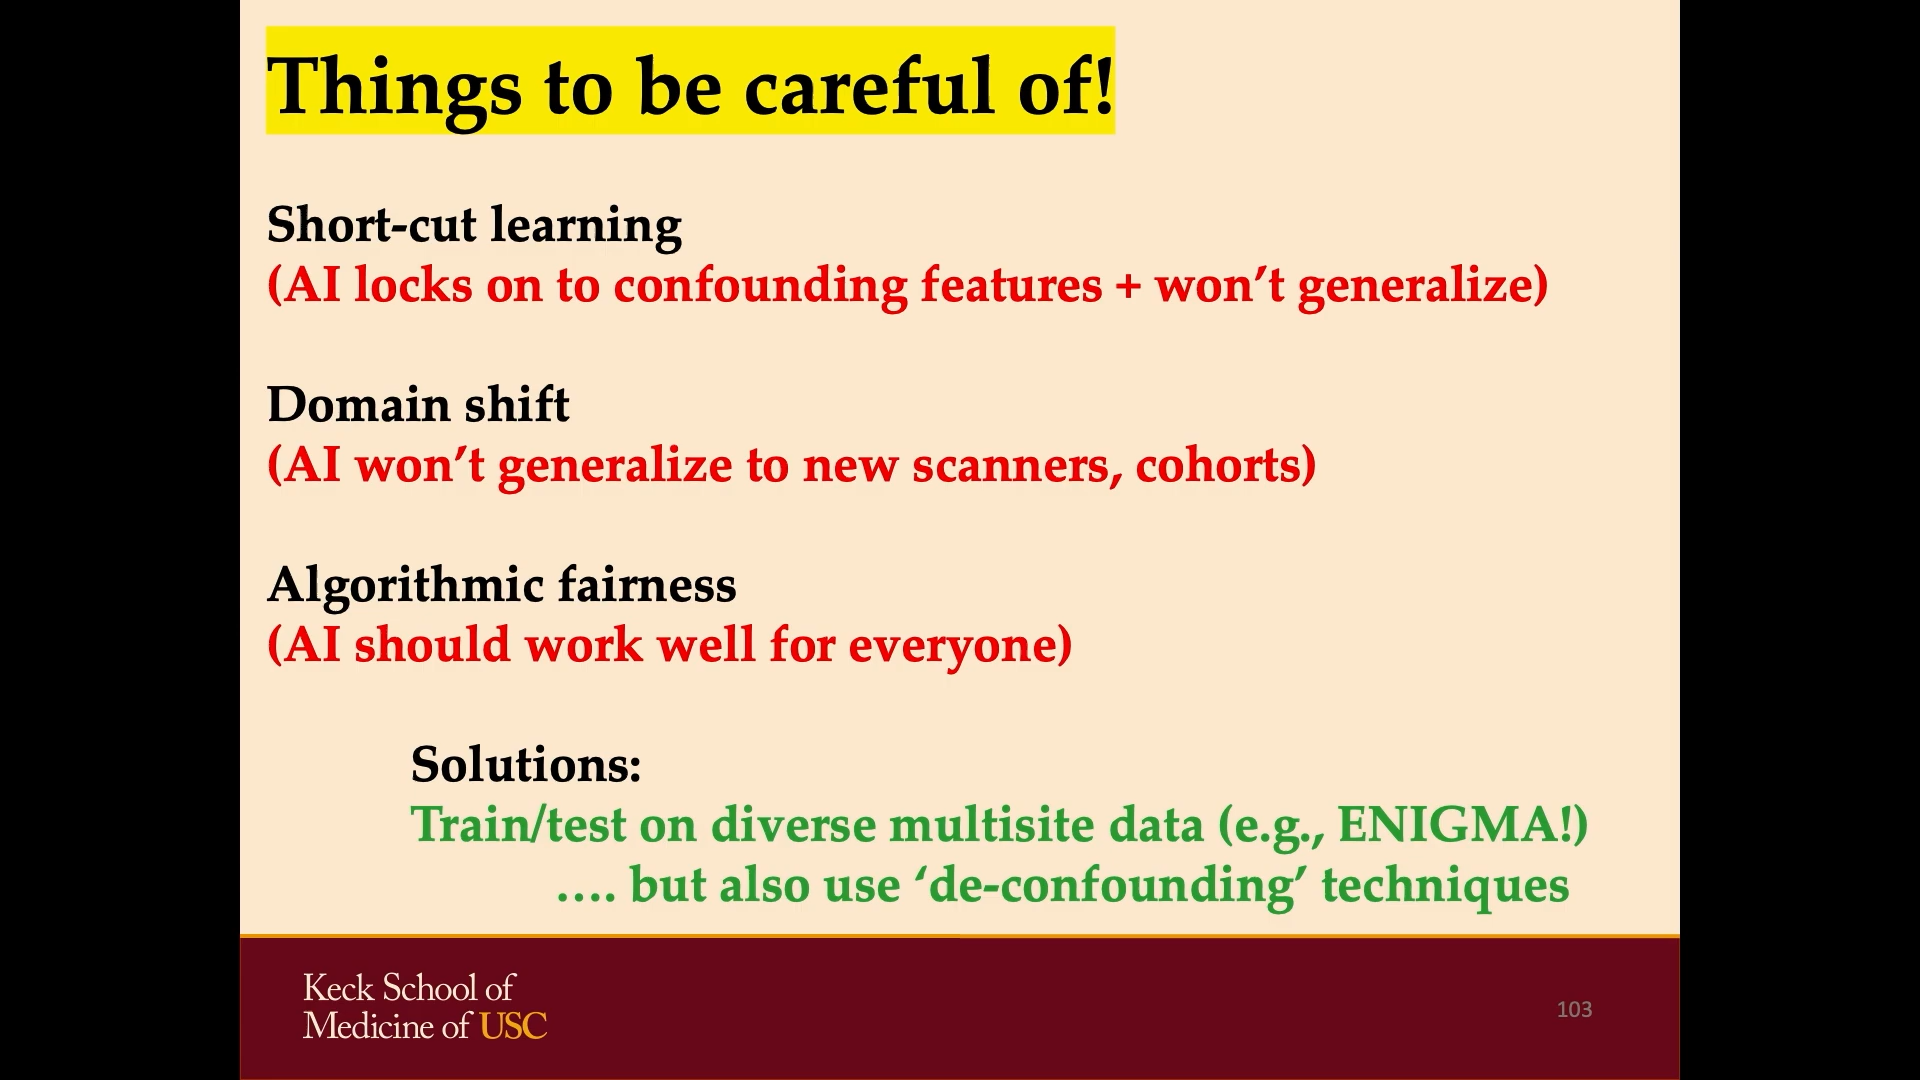 Things to be careful of!
Short-cut learning
(AI locks on to confounding features + won’t generalize)
Domain shift
(AI won’t generalize to new scanners, cohorts)
Algorithmic fairness
(AI should work well for everyone)
Solutions:
Train/test on diverse multisite data (e.g., ENIGMA!)
…. but also use ‘de-confounding’ techniques
Keck School of
Medicine of USC
103